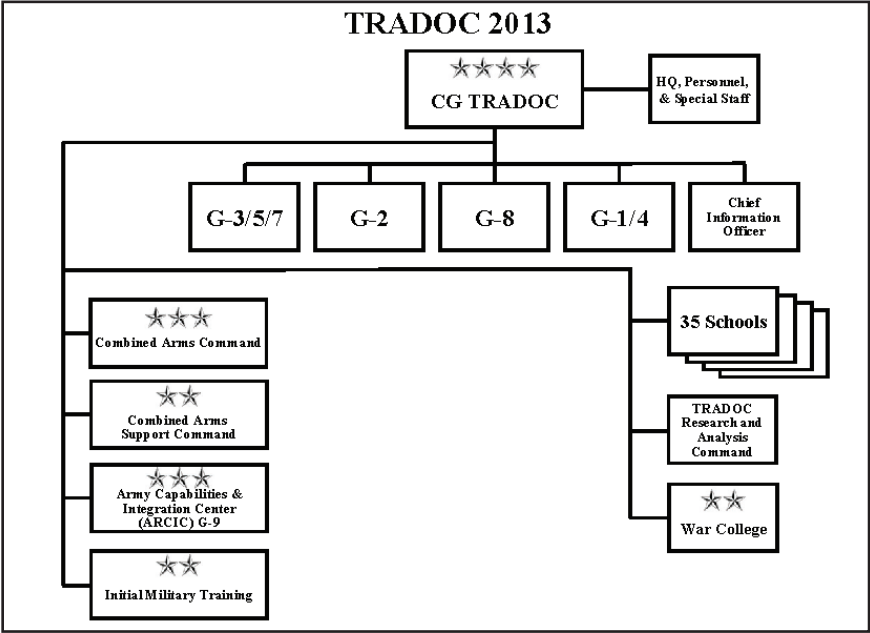 TRADOC 2013
CG TRADOC
HQ, Personnel,
& Special Staff
G-3/5/7
G-2
G-8
G-1/4
Chief
Information
Officer
Combined Arms Command
Combined Arms
Support Command
Army Capabilities &
Integration Center
(ARCIC) G-9
Initial Military Training
35 Schools
TRADOC
Research and
Analysis
Command
War College